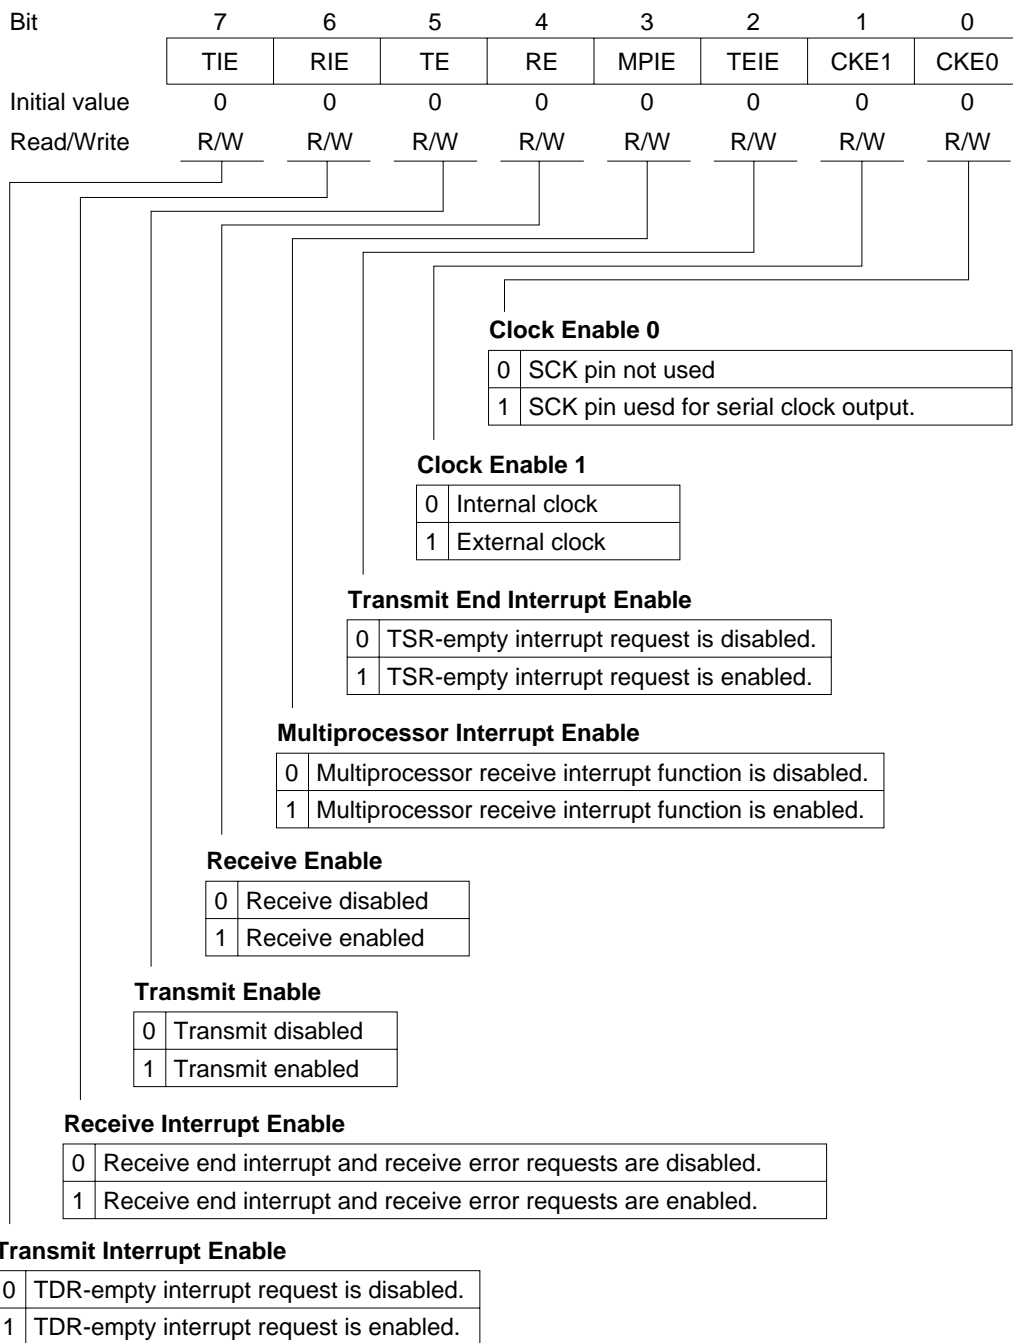 Bit 7 6 5 4 3 2 1 0
TIE RIE TE RE MPIE TEIE CKE1 CKE0
Initial value 0 0 0 0 0 0 0 0
Read/Write R/W R/W R/W R/W R/W R/W R/W R/W
Clock Enable 0
0 SCK pin not used
1 SCK pin uesd for serial clock output.
Clock Enable 1
0 Internal clock
1 External clock
Transmit End Interrupt Enable
0 TSR-empty interrupt request is disabled.
1 TSR-empty interrupt request is enabled.
Multiprocessor Interrupt Enable
0 Multiprocessor receive interrupt function is disabled.
1 Multiprocessor receive interrupt function is enabled.
Receive Enable
0 Receive disabled
1 Receive enabled
Transmit Enable
0 Transmit disabled
1 Transmit enabled
Receive Interrupt Enable
0 Receive end interrupt and receive error requests are disabled.
1 Receive end interrupt and receive error requests are enabled.
Transmit Interrupt Enable
0 TDR-empty interrupt request is disabled.
1 TDR-empty interrupt request is enabled.